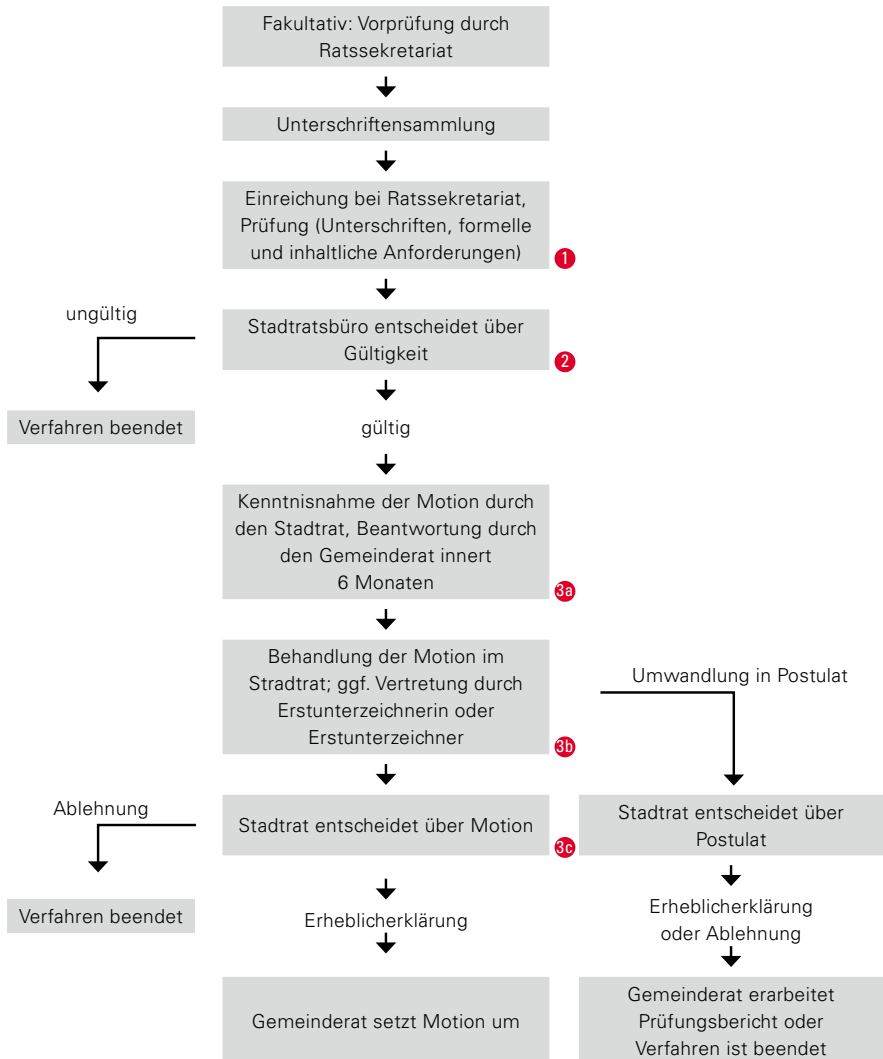 Fakultativ: Vorprüfung durch
Ratssekretariat
Unterschriftensammlung
Einreichung bei Ratssekretariat,
Prüfung (Unterschriften, formelle
und inhaltliche Anforderungen)
1
ungültig
Stadtratsbüro entscheidet über
Gültigkeit
2
Verfahren beendet
gültig
Kenntnisnahme der Motion durch
den Stadtrat, Beantwortung durch
den Gemeinderat innert
6 Monaten
3a
Behandlung der Motion im
Stradtrat; ggf. Vertretung durch
Erstunterzeichnerin oder
Erstunterzeichner
3b
Umwandlung in Postulat
Ablehnung
Stadtrat entscheidet über Motion
3c
Stadtrat entscheidet über
Postulat
Verfahren beendet
Erheblicherklärung
Erheblicherklärung
oder Ablehnung
Gemeinderat setzt Motion um
Gemeinderat erarbeitet
Prüfungsbericht oder
Verfahren ist beendet